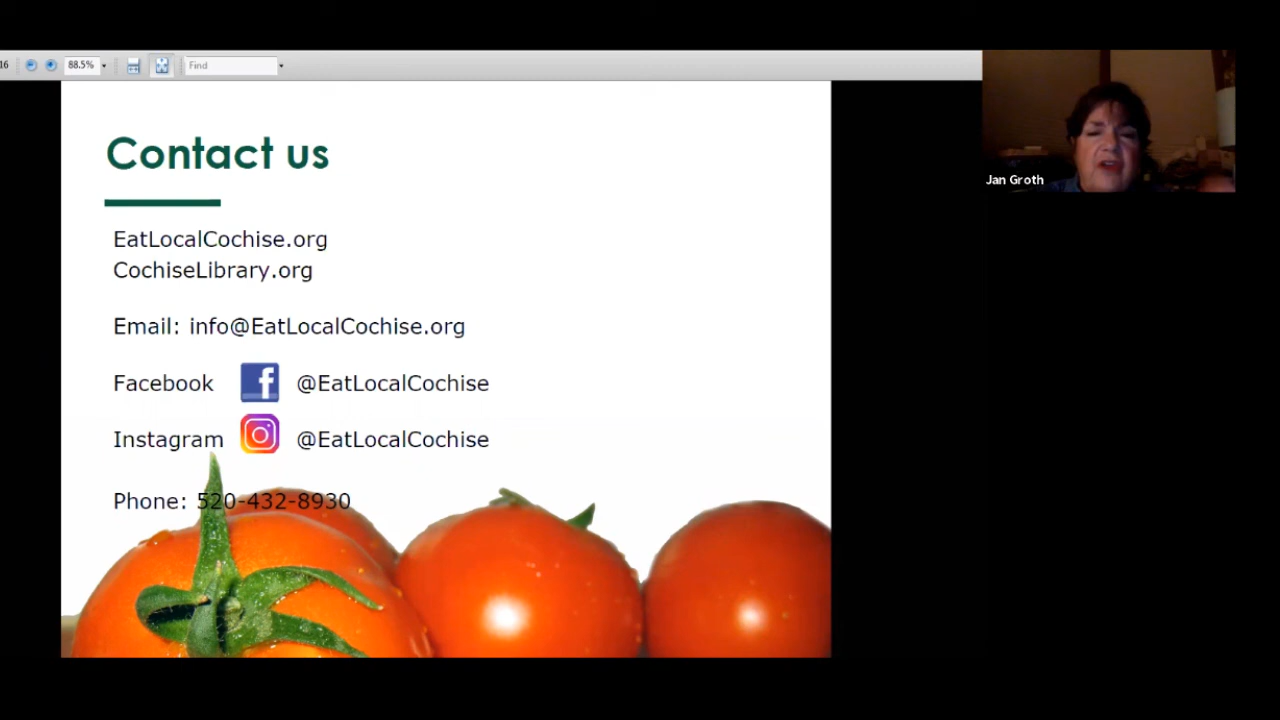 16
88.5%
Find
Contact us
EatLocalCochise.org
CochiseLibrary.org
Email: info@EatLocalCochise.org
Facebook f @EatLocalCochise
Instagram @EatLocalCochise
Phone: 520-432-8930
Jan Groth